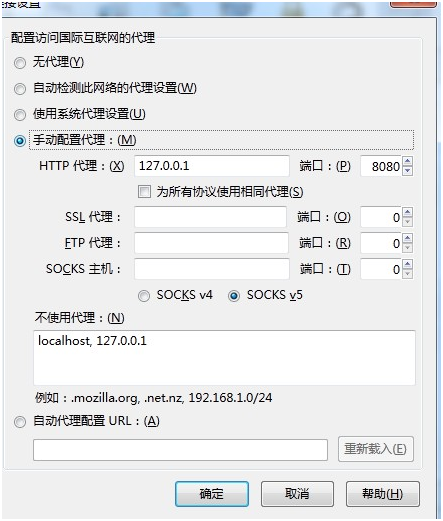 接设置
配置访问国际互联网的代理
无代理(Y)
自动检测此网络的代理设置(W)
使用系统代理设置(U)
手动配置代理：(M)
HTTP 代理：(X) 127.0.0.1 端口：(P) 8080
为所有协议使用相同代理(S)
SSL 代理： 端口：(O) 0
FTP 代理： 端口：(R) 0
SOCKS 主机： 端口：(T) 0
SOCKS v4 SOCKS v5
不使用代理：(N)
localhost, 127.0.0.1
例如：.mozilla.org, .net.nz, 192.168.1.0/24
自动代理配置 URL：(A)
重新载入(E)
确定 取消 帮助(H)